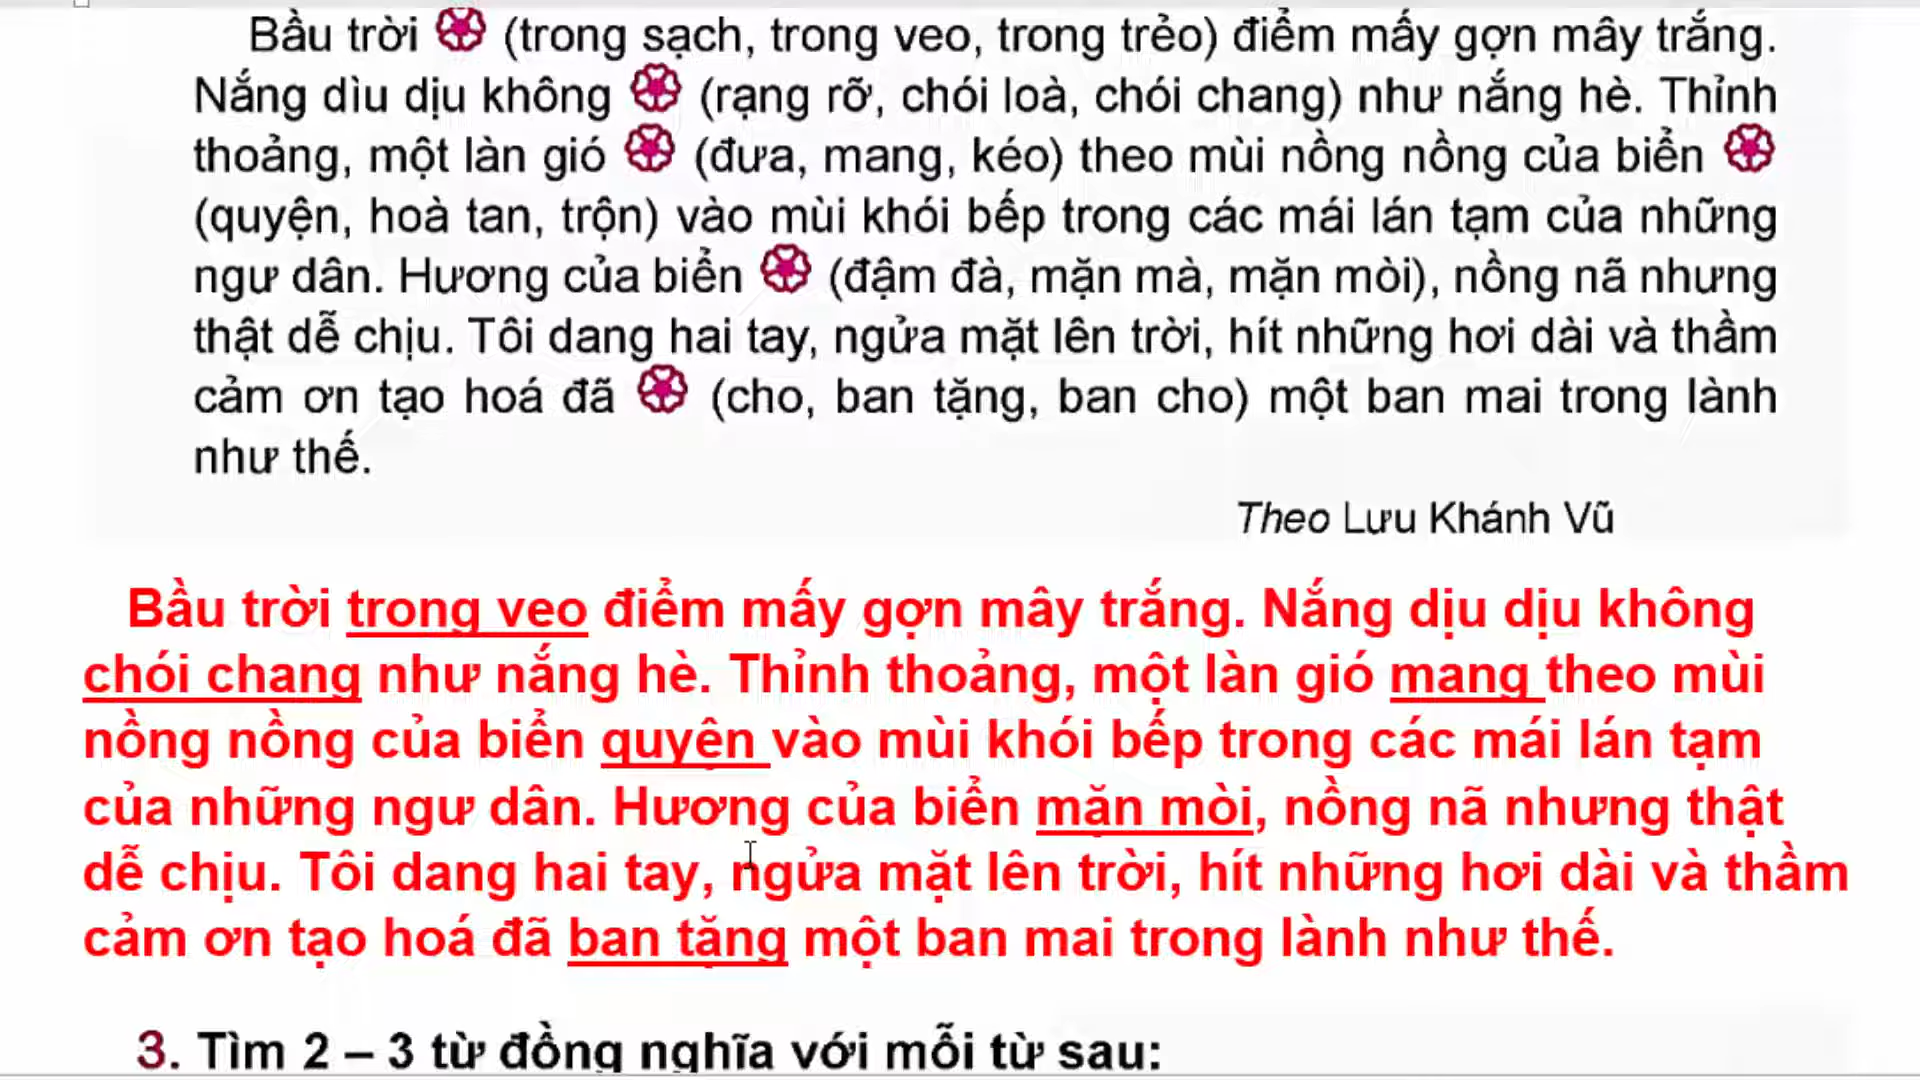 Bầu trời (trong sạch, trong veo, trong trẻo) điểm mấy gợn mây trắng.
Nắng dìu dịu không (rạng rỡ, chói loà, chói chang) như nắng hè. Thỉnh
thoảng, một làn gió (đưa, mang, kéo) theo mùi nồng nồng của biển
(quyện, hoà tan, trộn) vào mùi khói bếp trong các mái lán tạm của những
ngư dân. Hương của biển (đậm đà, mặn mà, mặn mòi), nồng nã nhưng
thật dễ chịu. Tôi dang hai tay, ngửa mặt lên trời, hít những hơi dài và thầm
cảm ơn tạo hoá đã (cho, ban tặng, ban cho) một ban mai trong lành
như thế.
Theo Lưu Khánh Vũ
Bầu trời trong veo điểm mấy gợn mây trắng. Nắng dịu dịu không
chói chang như nắng hè. Thỉnh thoảng, một làn gió mang theo mùi
nồng nồng của biển quyện vào mùi khói bếp trong các mái lán tạm
của những ngư dân. Hương của biển mặn mòi, nồng nã nhưng thật
dễ chịu. Tôi dang hai tay, ngửa mặt lên trời, hít những hơi dài và thầm
cảm ơn tạo hoá đã ban tặng một ban mai trong lành như thế.
3. Tìm 2 – 3 từ đồng nghĩa với mỗi từ sau: